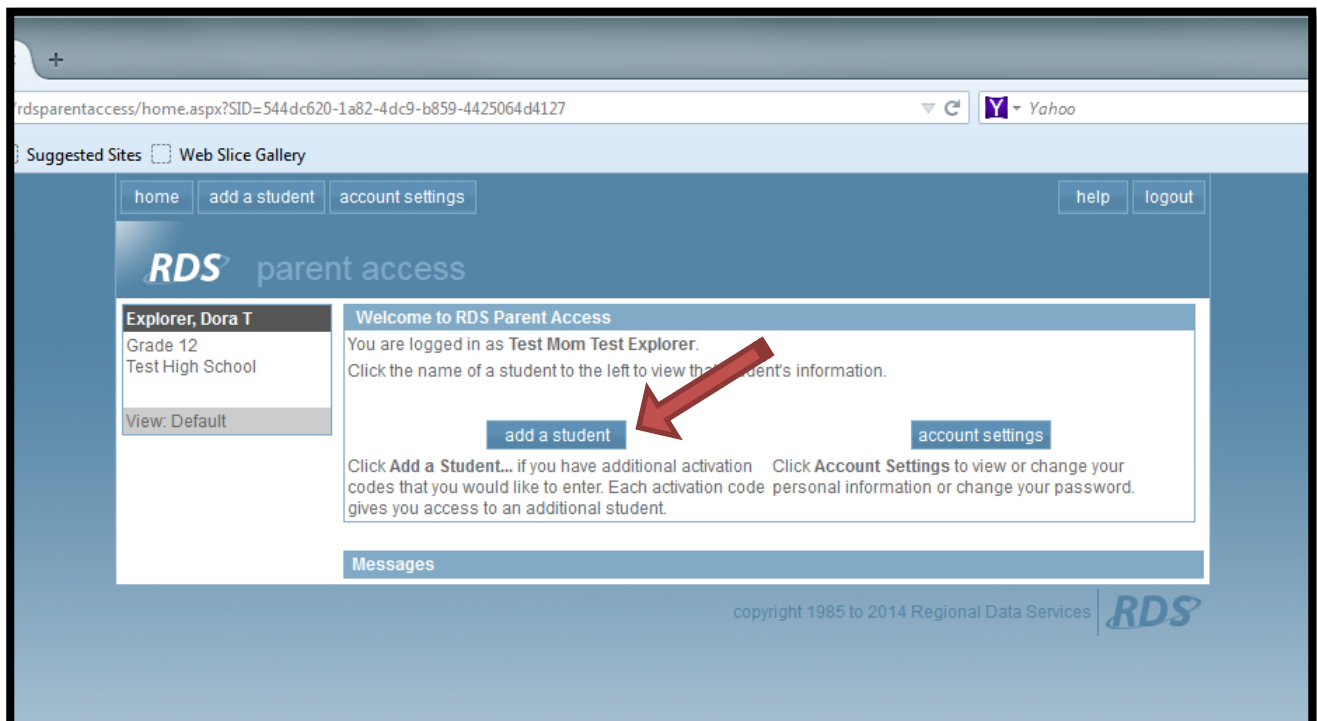 +
/rdsparentaccess/home.aspx?SID=544dc620-1a82-4dc9-b859-4425064d4127
Y Yahoo
Suggested Sites Web Slice Gallery
home add a student account settings help logout
RDS parent access
Explorer, Dora T
Grade 12
Test High School
View: Default
Welcome to RDS Parent Access
You are logged in as Test Mom Test Explorer.
Click the name of a student to the left to view student's information.
add a student
Click Add a Student... if you have additional activation
codes that you would like to enter. Each activation code
gives you access to an additional student.
account settings
Click Account Settings to view or change your
personal information or change your password.
Messages
copyright 1985 to 2014 Regional Data Services RDS